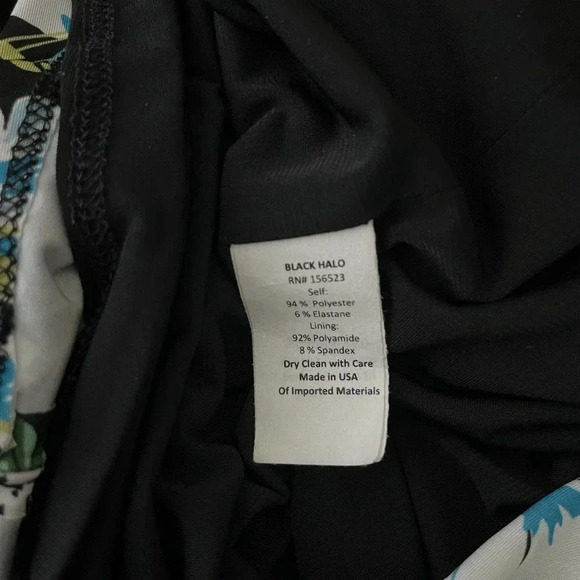 BLACK HALO
RN# 156523
Self:
94 % Polyester
6 % Elastane
Lining:
92% Polyamide
8 % Spandex
Dry Clean with Care
Made in USA
Of Imported Materials